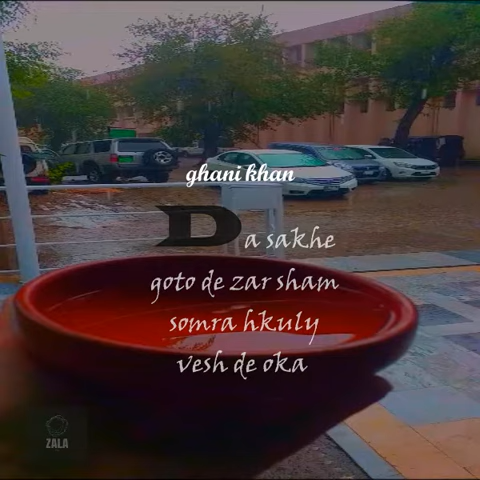 ghani khan
Da sakhe
goto de zar sham
somra hkuly
vesh de oka
ZALA